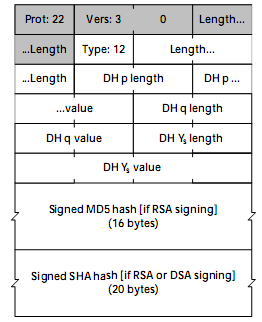 Prot: 22 Vers: 3 0 Length...
...Length Type: 12 Length...
...Length DH p length DH p ...
...value DH q length
DH q value DH Ys length
DH Ys value
Signed MD5 hash [if RSA signing]
(16 bytes)
Signed SHA hash [if RSA or DSA signing]
(20 bytes)